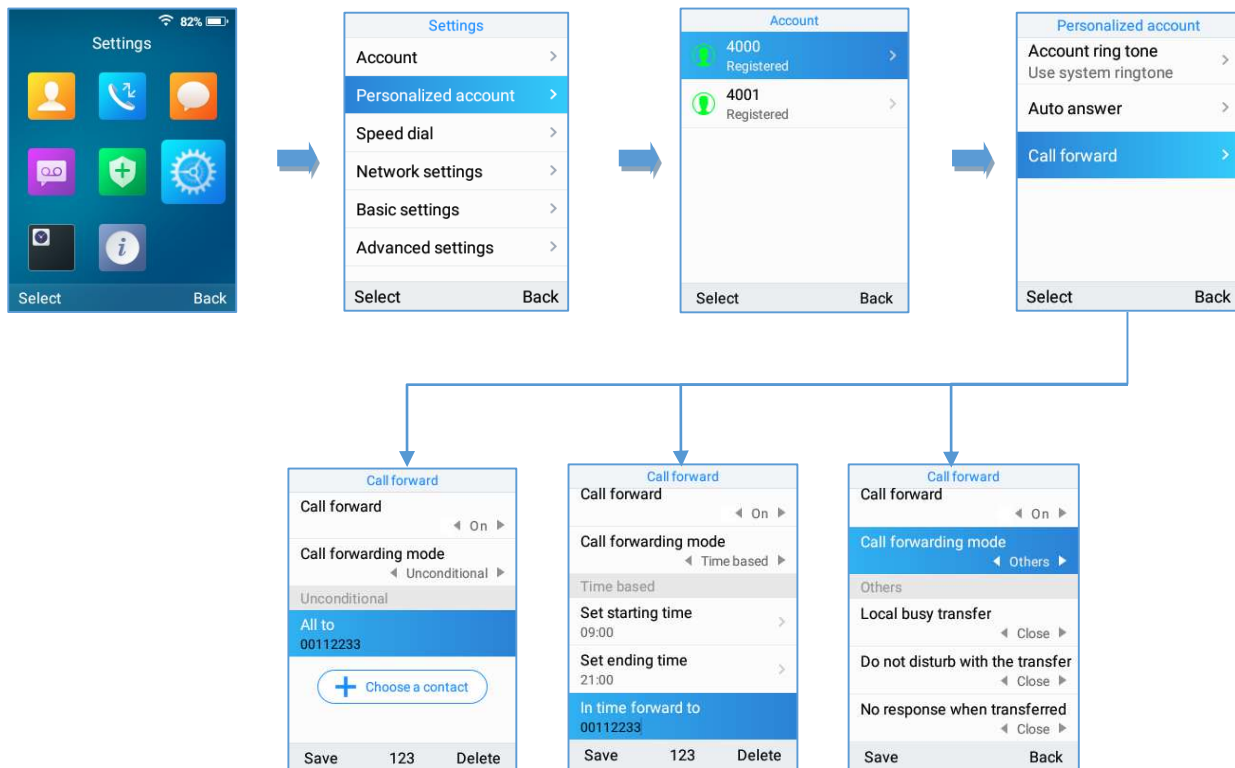 82%
Settings
Select Back
Settings
Account
Personalized account
Speed dial
Network settings
Basic settings
Advanced settings
Select Back
Account
4000
Registered
4001
Registered
Select Back
Personalized account
Account ring tone
Use system ringtone
Auto answer
Call forward
Select Back
Call forward
Call forward
On
Call forwarding mode
Unconditional
Unconditional
All to
00112233
Choose a contact
Save 123 Delete
Call forward
Call forward
On
Call forwarding mode
Time based
Time based
Set starting time
09:00
Set ending time
21:00
In time forward to
00112233
Save 123 Delete
Call forward
Call forward
On
Call forwarding mode
Others
Others
Local busy transfer
Close
Do not disturb with the transfer
Close
No response when transferred
Close
Save Back